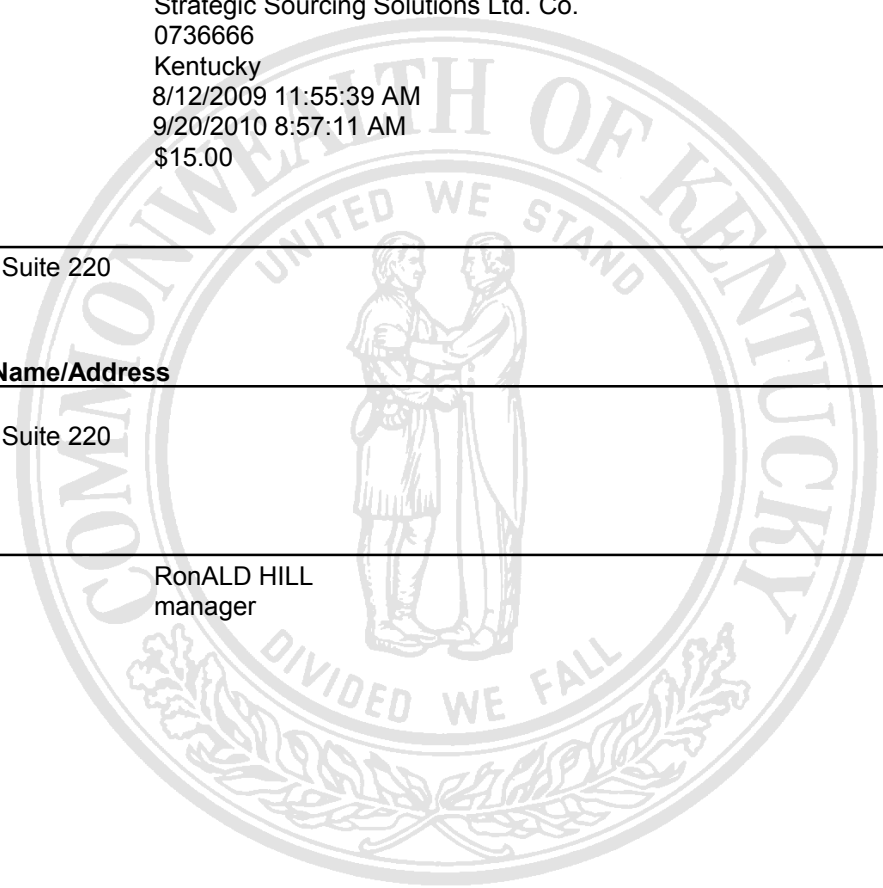 Strategic Sourcing Solutions Ltd. Co.
0736666
Kentucky
8/12/2009 11:55:39 AM
9/20/2010 8:57:11 AM
$15.00
Suite 220
Name/Address
Suite 220
RonALD HILL
manager
COMMONWEALTH OF KENTUCKY
UNITED WE STAND
DIVIDED WE FALL